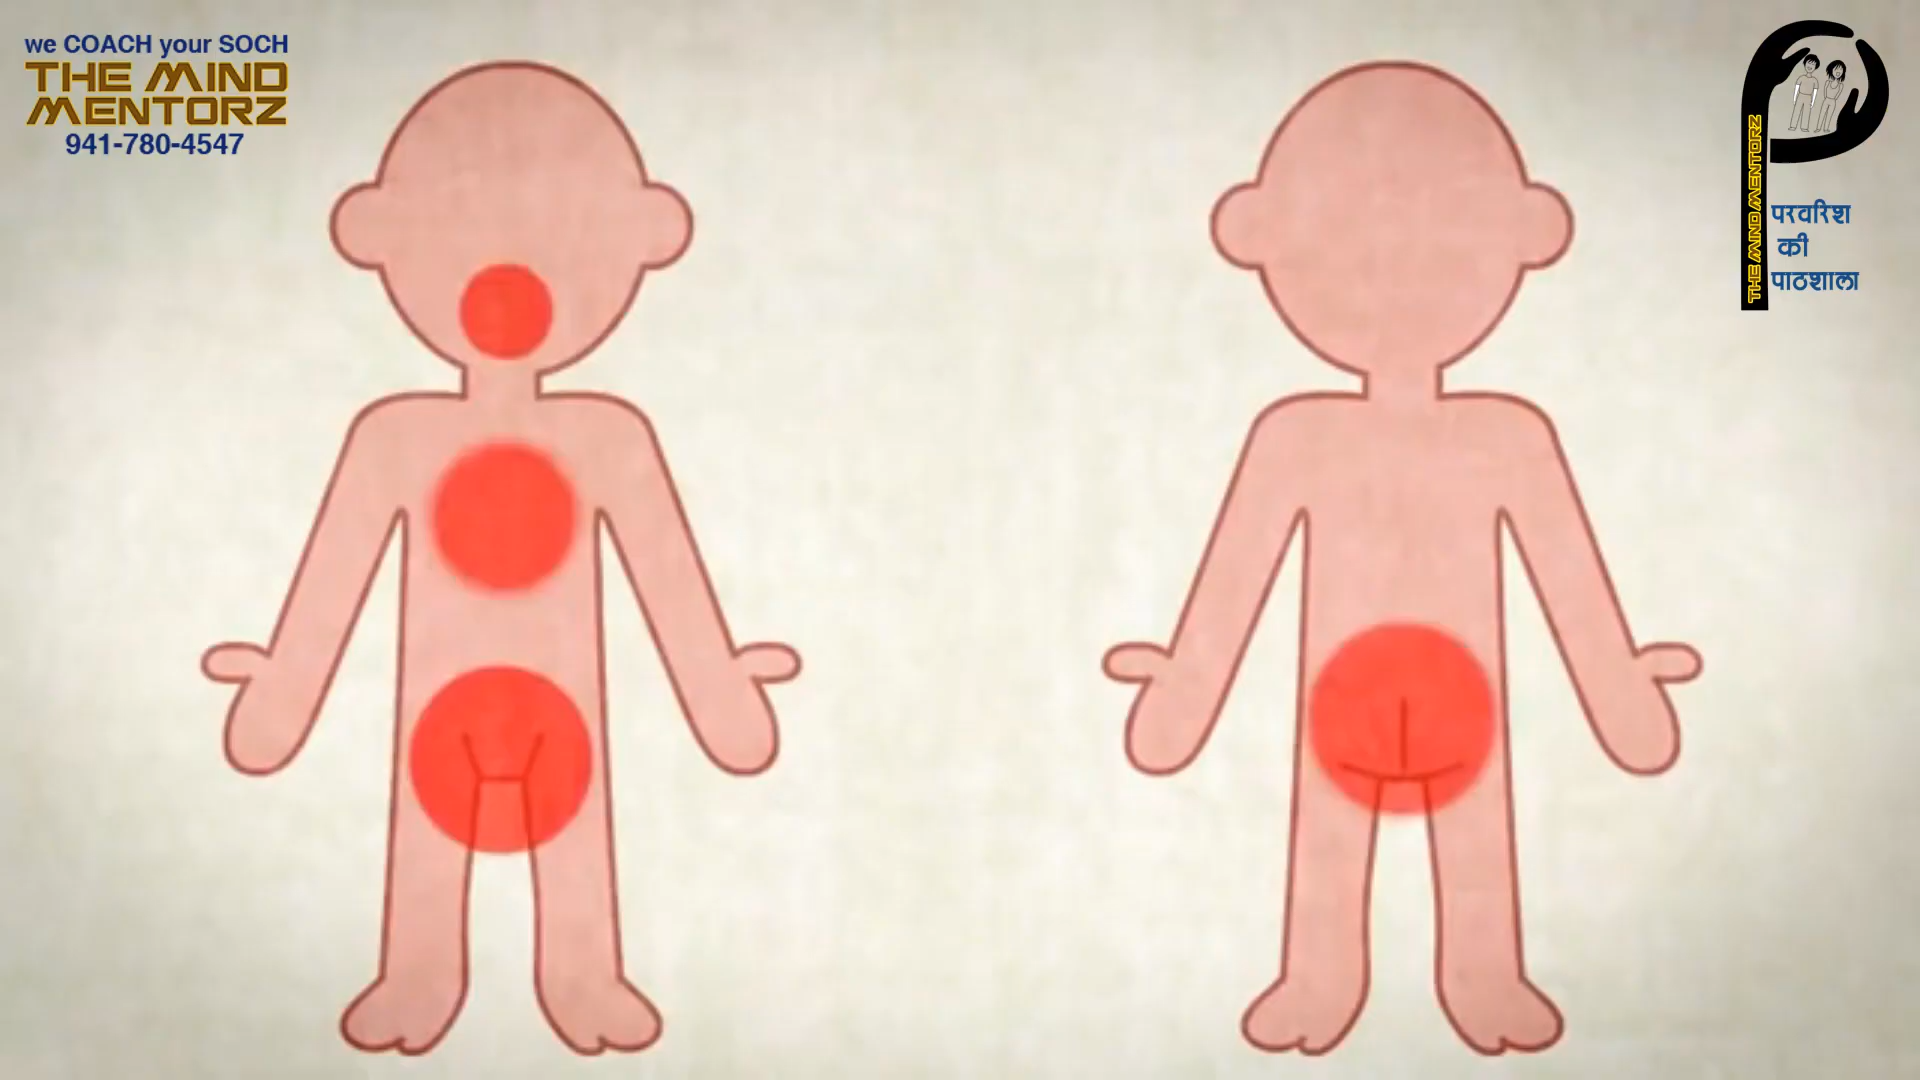 we COACH your SOCH
THE MIND
MENTORZ
941-780-4547
THE MIND MENTORZ
परवरिश
की
पाठशाला